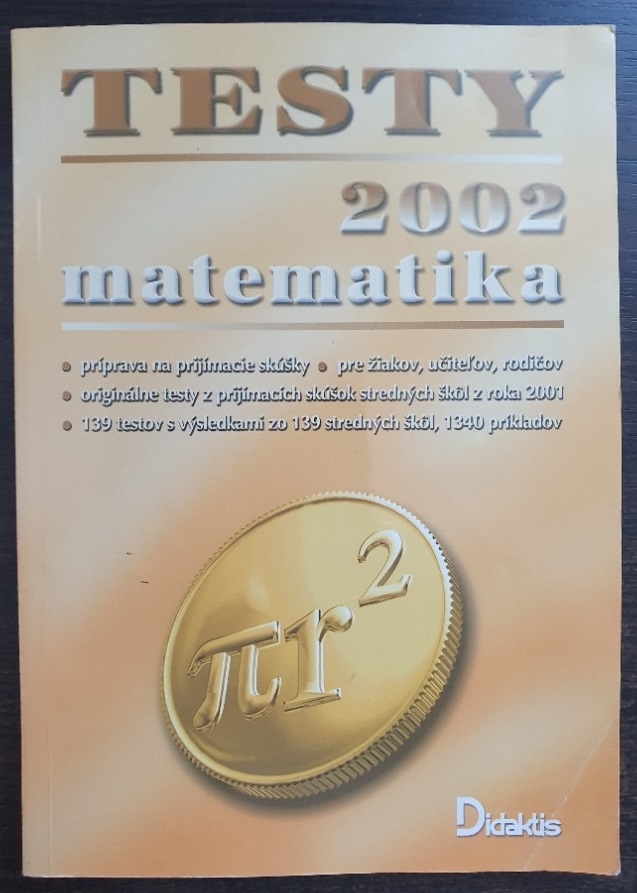 TESTY
2002
matematika
• príprava na prijímacie skúšky • pre žiakov, učiteľov, rodičov
• originálne testy z prijímacích skúšok stredných škôl z roka 2001
• 139 testov s výsledkami zo 139 stredných škôl, 1340 príkladov
πr²
Didaktis